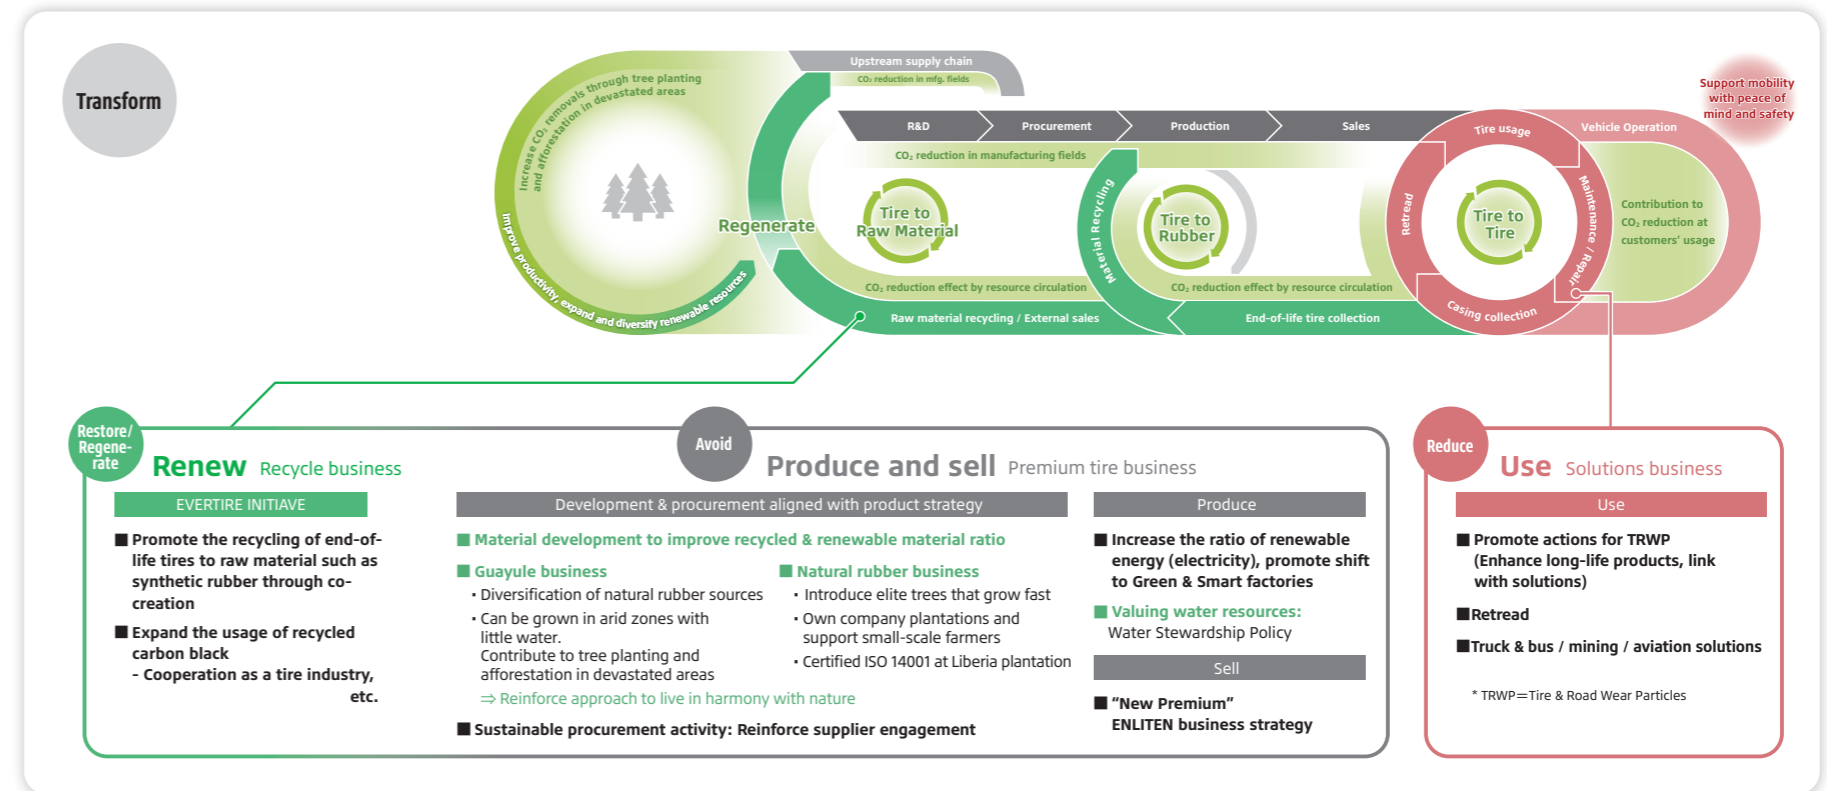 Transform
Increase CO₂ removals through tree planting
and afforestation in devastated areas
Improve productivity, expand and diversify renewable resources
Regenerate
Upstream supply chain
CO₂ reduction in mfg. fields
R&D
Procurement
Production
Sales
CO₂ reduction in manufacturing fields
Tire to
Raw Material
Material Recycling
Tire to
Rubber
CO₂ reduction effect by resource circulation
CO₂ reduction effect by resource circulation
Raw material recycling / External sales
End-of-life tire collection
Tire usage
Maintenance / Repair
Casing collection
Retread
Tire to
Tire
Vehicle Operation
Contribution to
CO₂ reduction at
customers' usage
Support mobility
with peace of
mind and safety
Restore/
Regene-
rate
Renew Recycle business
EVERTIRE INITIAVE
■ Promote the recycling of end-of-
life tires to raw material such as
synthetic rubber through co-
creation
■ Expand the usage of recycled
carbon black
- Cooperation as a tire industry,
etc.
Avoid
Produce and sell Premium tire business
Development & procurement aligned with product strategy
■ Material development to improve recycled & renewable material ratio
■ Guayule business
・Diversification of natural rubber sources
・Can be grown in arid zones with
little water.
Contribute to tree planting and
afforestation in devastated areas
■ Natural rubber business
・Introduce elite trees that grow fast
・Own company plantations and
support small-scale farmers
・Certified ISO 14001 at Liberia plantation
⇒ Reinforce approach to live in harmony with nature
■ Sustainable procurement activity: Reinforce supplier engagement
Produce
■ Increase the ratio of renewable
energy (electricity), promote shift
to Green & Smart factories
■ Valuing water resources:
Water Stewardship Policy
Sell
■ “New Premium”
ENLITEN business strategy
Reduce
Use Solutions business
Use
■ Promote actions for TRWP
(Enhance long-life products, link
with solutions)
■Retread
■Truck & bus / mining / aviation solutions
* TRWP＝Tire & Road Wear Particles